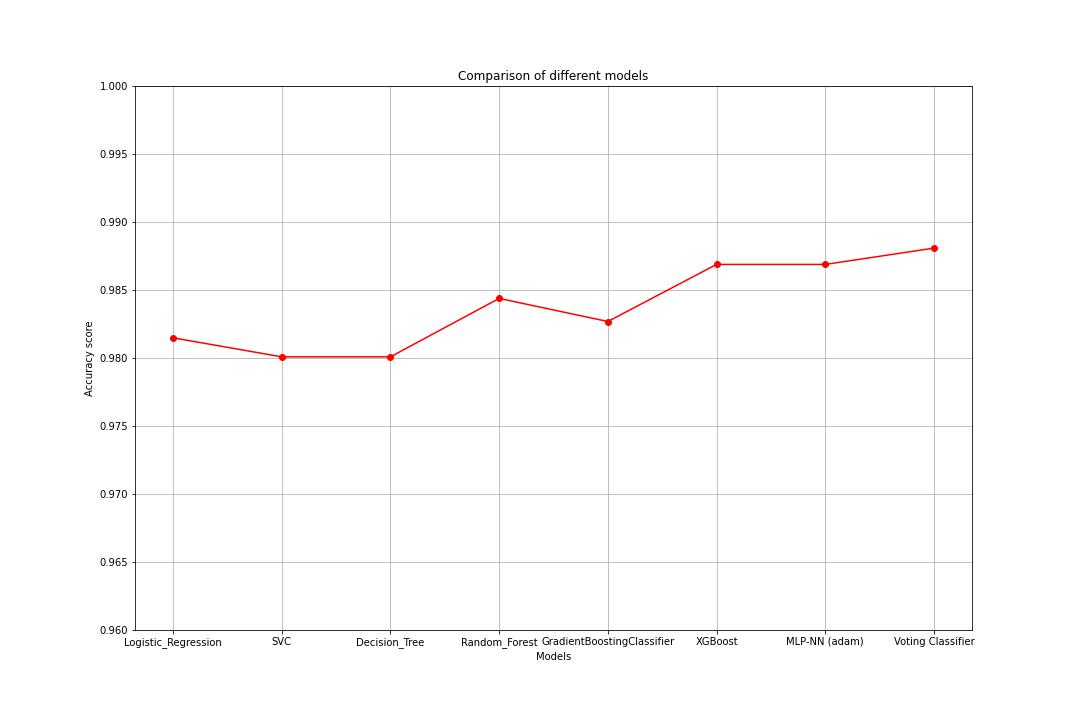 Comparison of different models
1.000
0.995
0.990
0.985
0.980
0.975
0.970
0.965
0.960
Accuracy score
Logistic_Regression SVC Decision_Tree Random_Forest GradientBoostingClassifier XGBoost MLP-NN (adam) Voting Classifier
Models